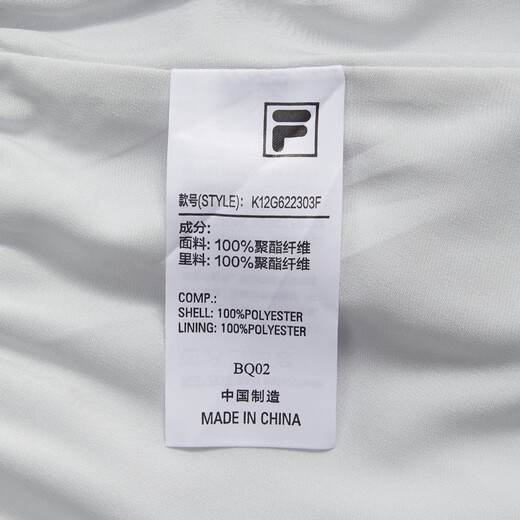 F
款号(STYLE): K12G622303F
成分:
面料: 100%聚酯纤维
里料: 100%聚酯纤维
COMP.:
SHELL: 100%POLYESTER
LINING: 100%POLYESTER
BQ02
中国制造
MADE IN CHINA